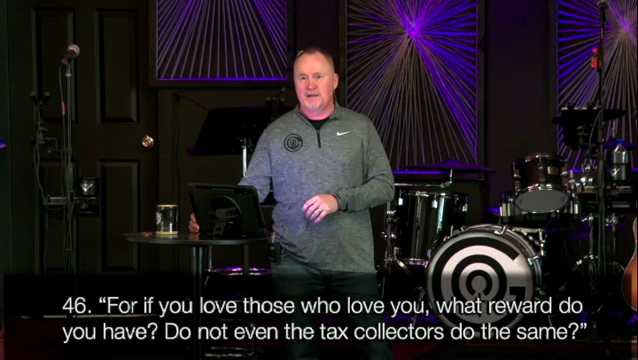 46. “For if you love those who love you, what reward do
you have? Do not even the tax collectors do the same?”